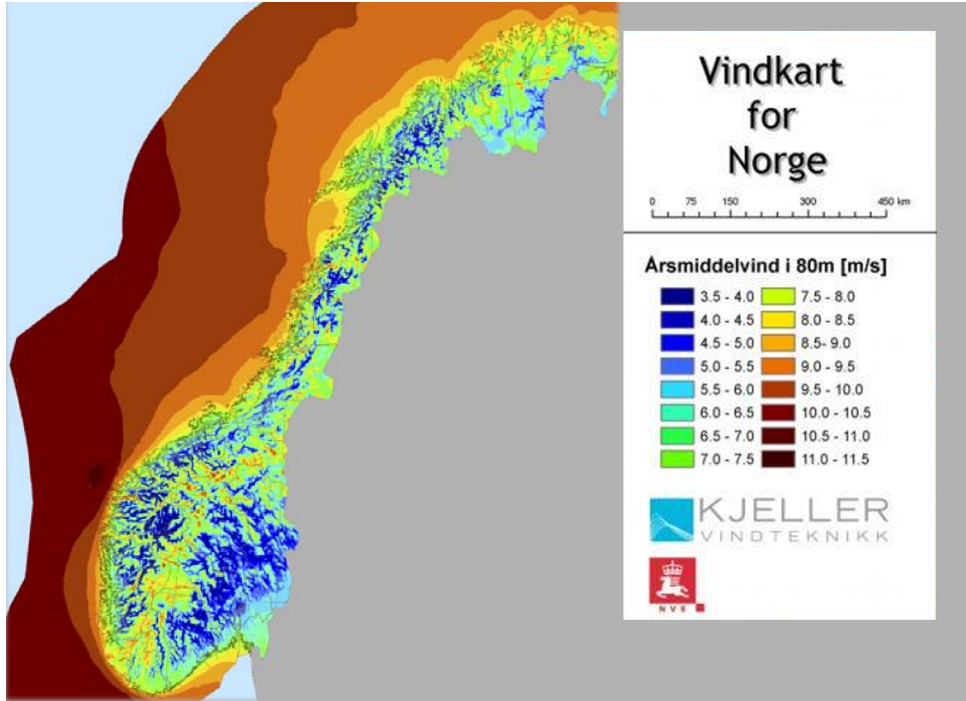 Vindkart
for
Norge
0 75 150 300 450 km
Årsmiddelvind i 80m [m/s]
3.5 - 4.0 7.5 - 8.0
4.0 - 4.5 8.0 - 8.5
4.5 - 5.0 8.5- 9.0
5.0 - 5.5 9.0 - 9.5
5.5 - 6.0 9.5 - 10.0
6.0 - 6.5 10.0 - 10.5
6.5 - 7.0 10.5 - 11.0
7.0 - 7.5 11.0 - 11.5
KJELLER
VINDTEKNIKK
NVE